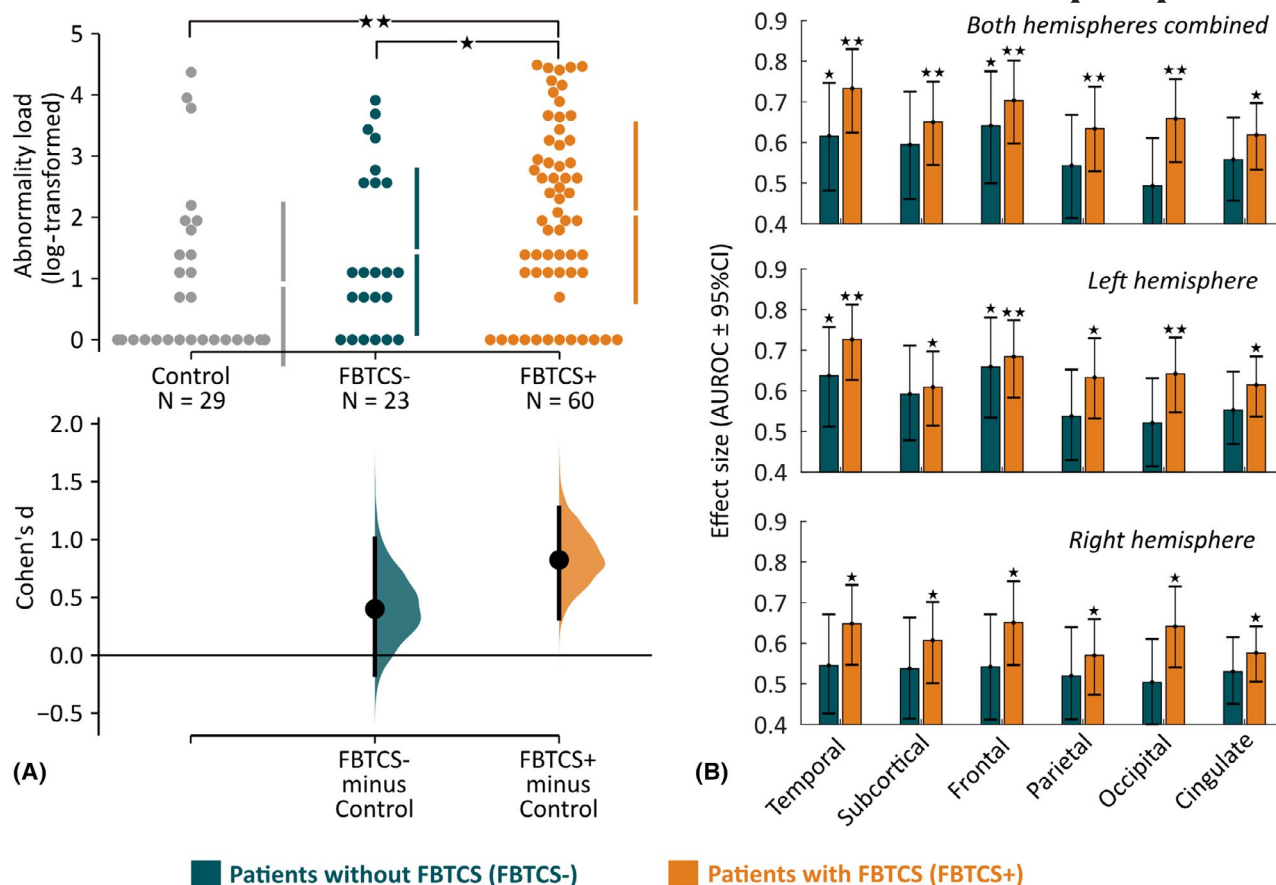 ★★
★
5
4
3
2
1
0
Abnormality load
(log-transformed)
Control
N = 29
FBTCS-
N = 23
FBTCS+
N = 60
2.0
1.5
1.0
0.5
0.0
−0.5
Cohen's d
FBTCS-
minus
Control
FBTCS+
minus
Control
(A)
Both hemispheres combined
0.9
0.8
0.7
0.6
0.5
0.4
★ ★★ ★★ ★ ★★ ★★ ★★ ★
Left hemisphere
0.9
0.8
0.7
0.6
0.5
0.4
★ ★★ ★ ★ ★★ ★ ★★ ★
Right hemisphere
0.9
0.8
0.7
0.6
0.5
0.4
★ ★ ★ ★ ★ ★
Effect size (AUROC ± 95%CI)
Temporal
Subcortical
Frontal
Parietal
Occipital
Cingulate
(B)
Patients without FBTCS (FBTCS-)
Patients with FBTCS (FBTCS+)